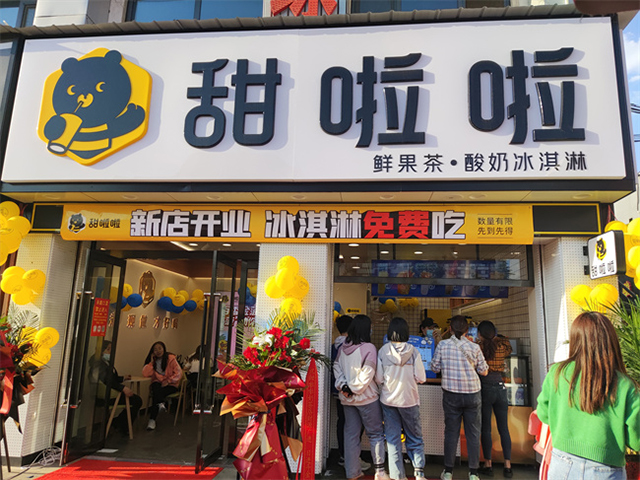 甜啦啦
鲜果茶·酸奶冰淇淋
甜啦啦
新店开业 冰淇淋免费吃
数量有限
先到先得
甜啦啦